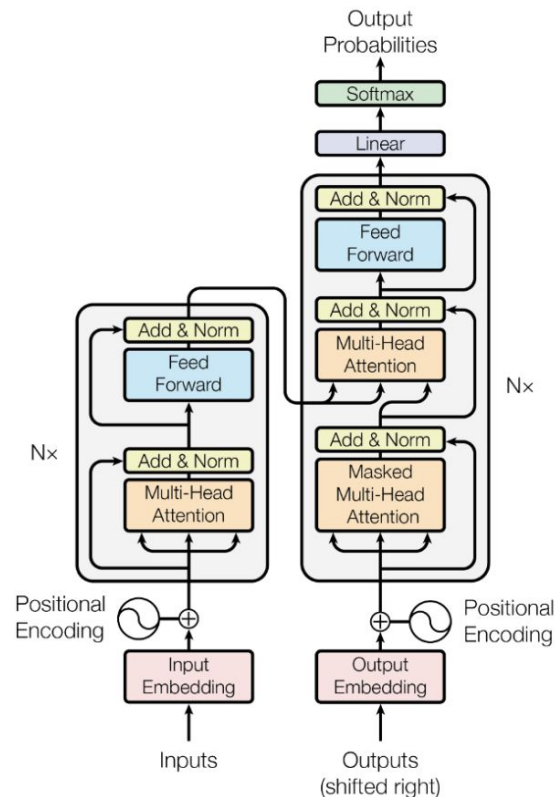 Output
Probabilities
Softmax
Linear
Add & Norm
Feed
Forward
Add & Norm
Multi-Head
Attention
Add & Norm
Masked
Multi-Head
Attention
N×
Add & Norm
Feed
Forward
Add & Norm
Multi-Head
Attention
N×
Positional
Encoding
Positional
Encoding
Input
Embedding
Output
Embedding
Inputs
Outputs
(shifted right)